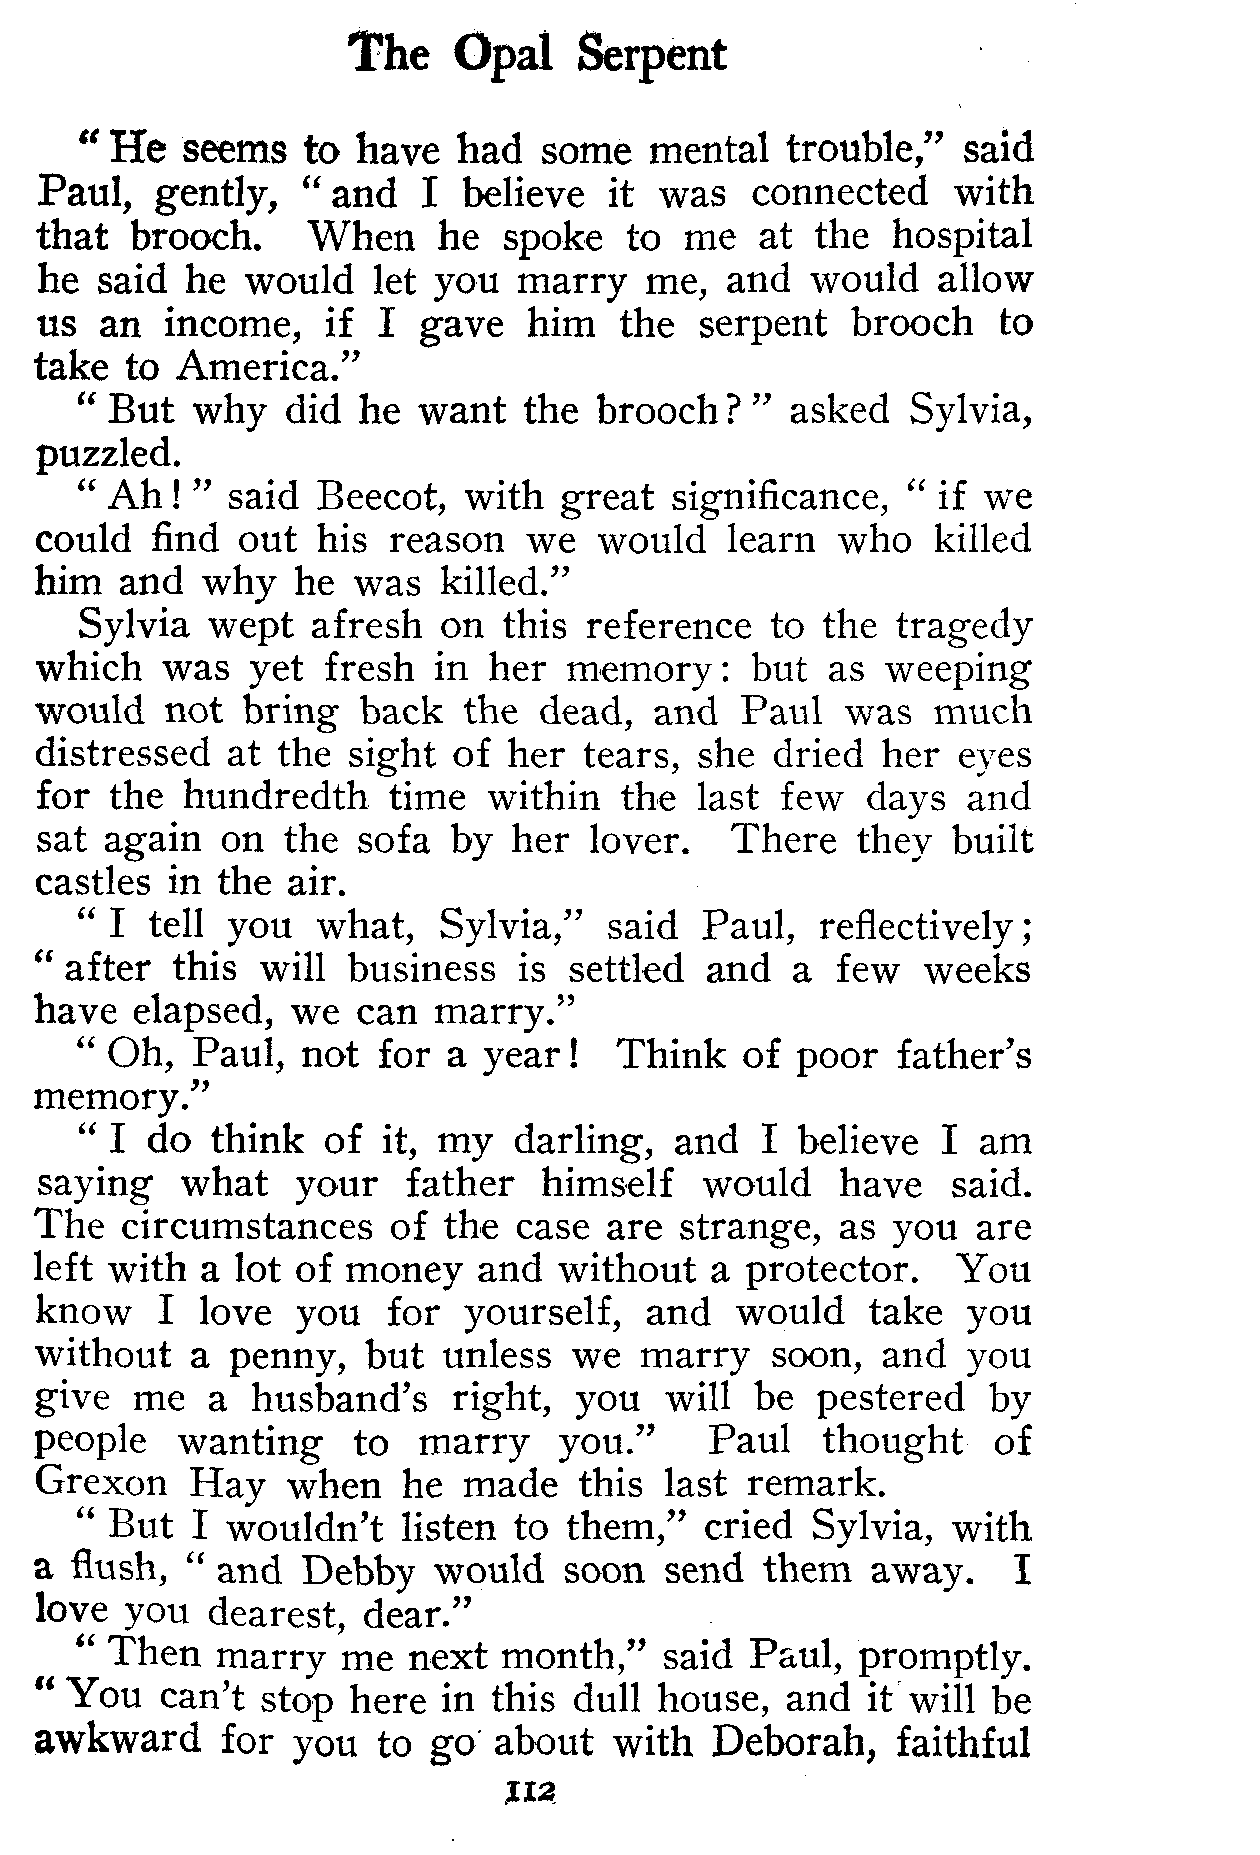 The Opal Serpent
" He seems to have had some mental trouble," said
Paul, gently, " and I believe it was connected with
that brooch. When he spoke to me at the hospital
he said he would let you marry me, and would allow
us an income, if I gave him the serpent brooch to
take to America."
" But why did he want the brooch ? " asked Sylvia,
puzzled.
" Ah ! " said Beecot, with great significance, " if we
could find out his reason we would learn who killed
him and why he was killed."
Sylvia wept afresh on this reference to the tragedy
which was yet fresh in her memory : but as weeping
would not bring back the dead, and Paul was much
distressed at the sight of her tears, she dried her eyes
for the hundredth time within the last few days and
sat again on the sofa by her lover. There they built
castles in the air.
" I tell you what, Sylvia," said Paul, reflectively ;
" after this will business is settled and a few weeks
have elapsed, we can marry."
" Oh, Paul, not for a year ! Think of poor father's
memory."
" I do think of it, my darling, and I believe I am
saying what your father himself would have said.
The circumstances of the case are strange, as you are
left with a lot of money and without a protector. You
know I love you for yourself, and would take you
without a penny, but unless we marry soon, and you
give me a husband's right, you will be pestered by
people wanting to marry you." Paul thought of
Grexon Hay when he made this last remark.
" But I wouldn't listen to them," cried Sylvia, with
a flush, " and Debby would soon send them away. I
love you dearest, dear."
" Then marry me next month," said Paul, promptly.
" You can't stop here in this dull house, and it will be
awkward for you to go about with Deborah, faithful
112